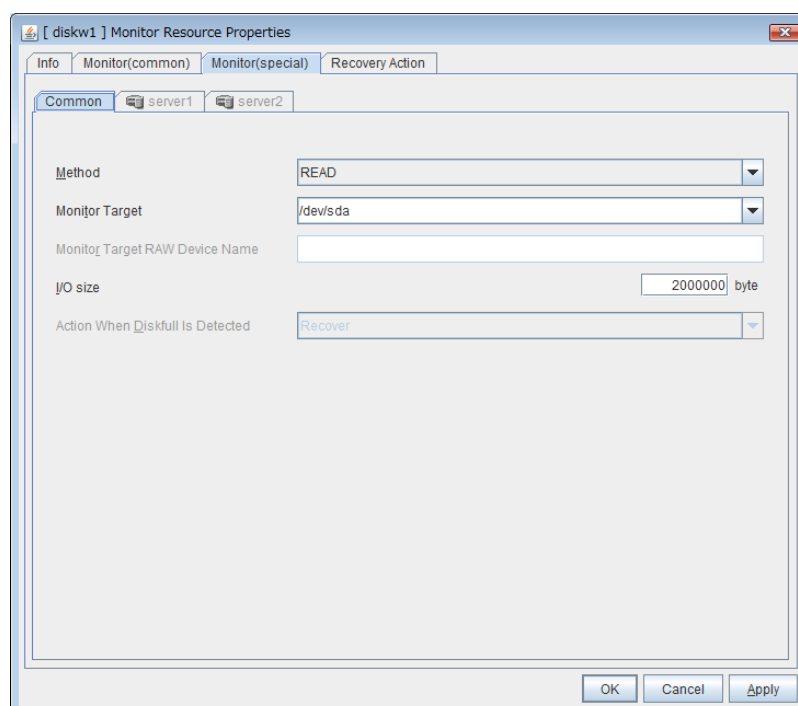 [ diskw1 ] Monitor Resource Properties
Info Monitor(common) Monitor(special) Recovery Action
Common server1 server2
Method READ
Monitor Target /dev/sda
Monitor Target RAW Device Name
I/O size 2000000 byte
Action When Diskfull Is Detected Recover
OK Cancel Apply